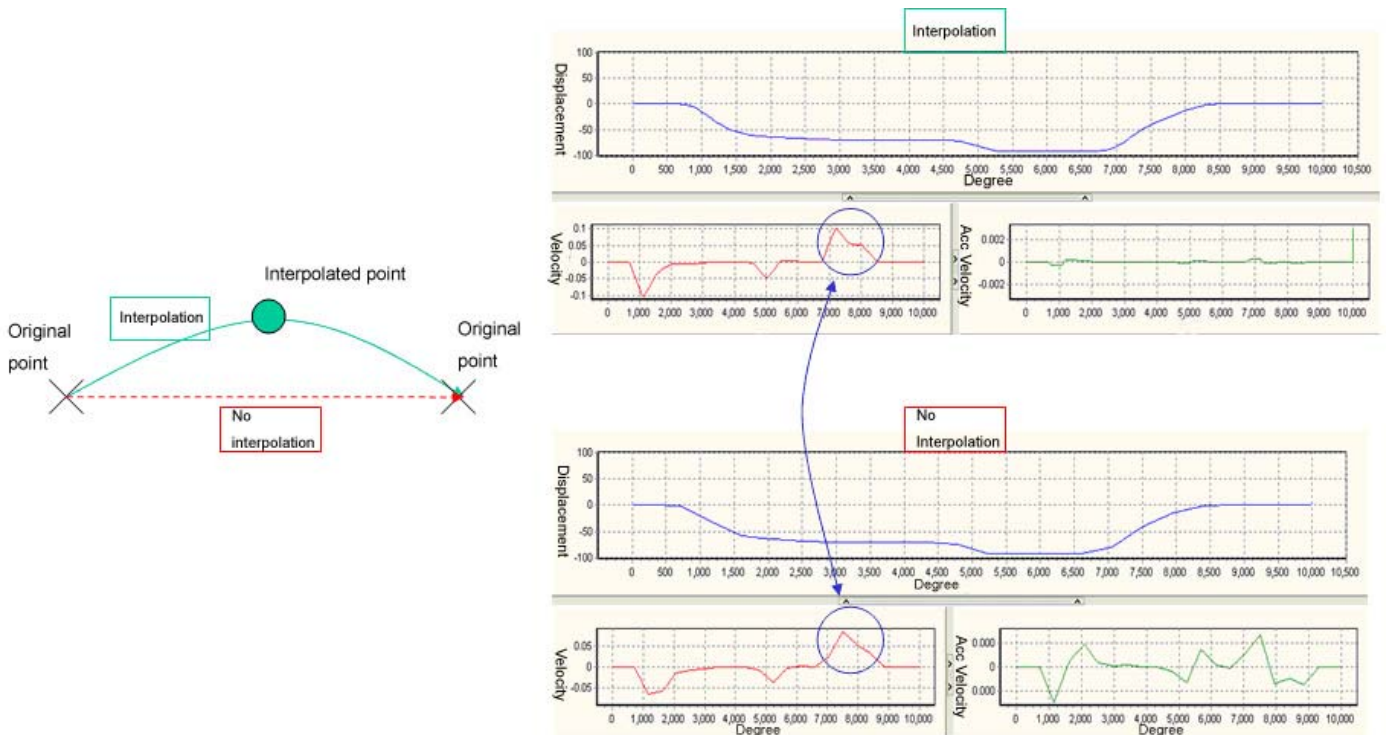 Interpolated point
Interpolation
Original
point
Original
point
No
interpolation
Interpolation
Displacement
100
50
0
-50
-100
0 500 1,000 1,500 2,000 2,500 3,000 3,500 4,000 4,500 5,000 5,500 6,000 6,500 7,000 7,500 8,000 8,500 9,000 9,500 10,000 10,500
Degree
Velocity
0.1
0.05
0
-0.05
-0.1
0 1,000 2,000 3,000 4,000 5,000 6,000 7,000 8,000 9,000 10,000
Acc Velocity
0.002
0
-0.002
0 1,000 2,000 3,000 4,000 5,000 6,000 7,000 8,000 9,000 10,000
No
Interpolation
Displacement
100
50
0
-50
-100
0 500 1,000 1,500 2,000 2,500 3,000 3,500 4,000 4,500 5,000 5,500 6,000 6,500 7,000 7,500 8,000 8,500 9,000 9,500 10,000 10,500
Degree
Velocity
0.05
0
-0.05
0 1,000 2,000 3,000 4,000 5,000 6,000 7,000 8,000 9,000 10,000
Degree
Acc Velocity
0.000
0
0.000
0 1,000 2,000 3,000 4,000 5,000 6,000 7,000 8,000 9,000 10,000
Degree